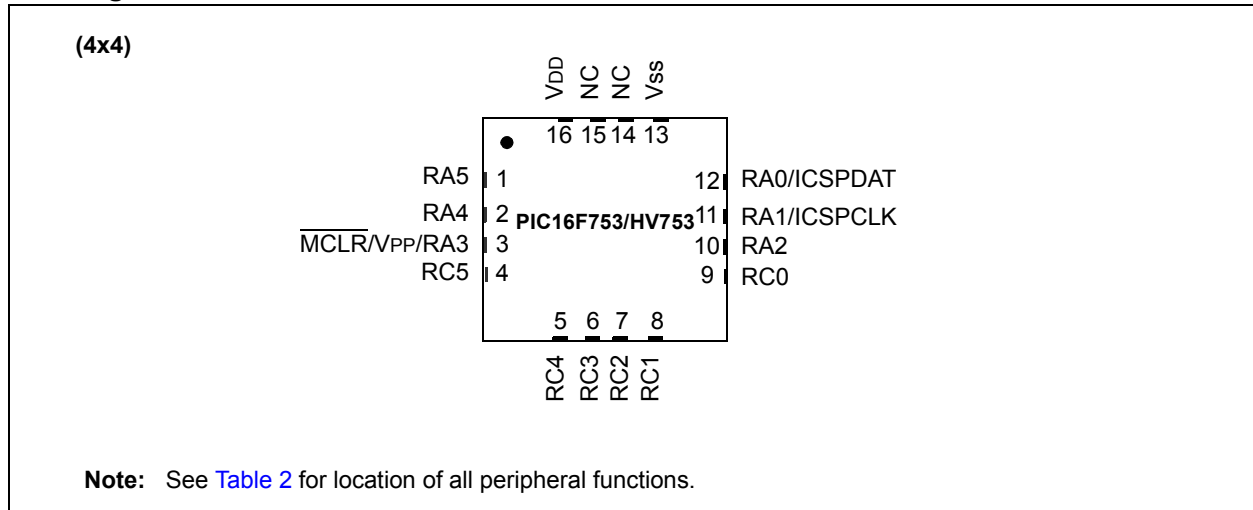 (4x4)
VDD NC NC Vss
16 15 14 13
RA5 1 12 RA0/ICSPDAT
RA4 2 PIC16F753/HV753 11 RA1/ICSPCLK
MCLR/VPP/RA3 3 10 RA2
RC5 4 9 RC0
5 6 7 8
RC4 RC3 RC2 RC1
Note: See Table 2 for location of all peripheral functions.